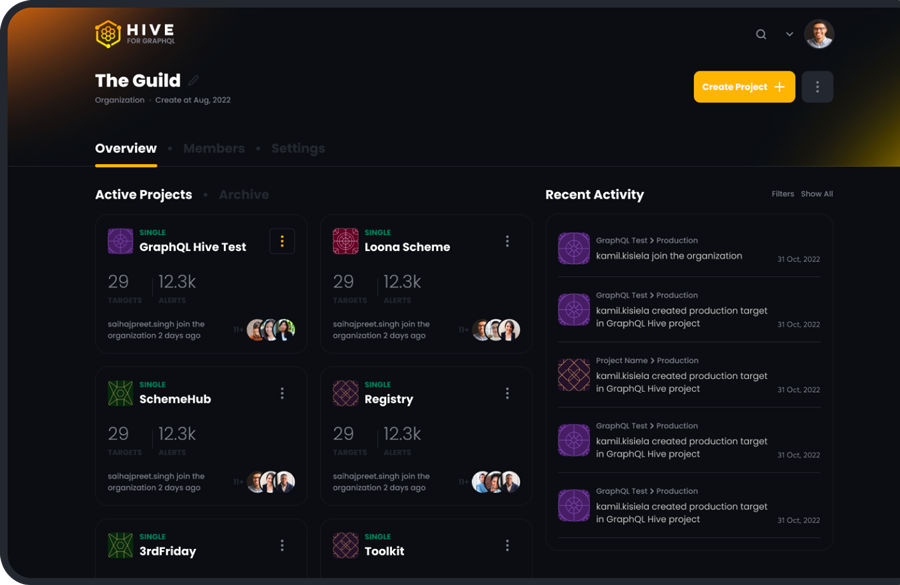 HIVE
FOR GRAPHQL
The Guild
Organization · Create at Aug, 2022
Create Project +
Overview • Members • Settings
Active Projects • Archive
SINGLE
GraphQL Hive Test
29 12.3k
TARGETS ALERTS
saihajpreet.singh join the
organization 2 days ago
11+
SINGLE
Loona Scheme
29 12.3k
TARGETS ALERTS
saihajpreet.singh join the
organization 2 days ago
11+
SINGLE
SchemeHub
29 12.3k
TARGETS ALERTS
saihajpreet.singh join the
organization 2 days ago
11+
SINGLE
Registry
29 12.3k
TARGETS ALERTS
saihajpreet.singh join the
organization 2 days ago
11+
SINGLE
3rdFriday
SINGLE
Toolkit
Recent Activity
Filters Show All
GraphQL Test > Production
kamil.kisiela join the organization
31 Oct, 2022
GraphQL Test > Production
kamil.kisiela created production target
in GraphQL Hive project
31 Oct, 2022
Project Name > Production
kamil.kisiela created production target
in GraphQL Hive project
31 Oct, 2022
GraphQL Test > Production
kamil.kisiela created production target
in GraphQL Hive project
31 Oct, 2022
GraphQL Test > Production
kamil.kisiela created production target
in GraphQL Hive project
31 Oct, 2022